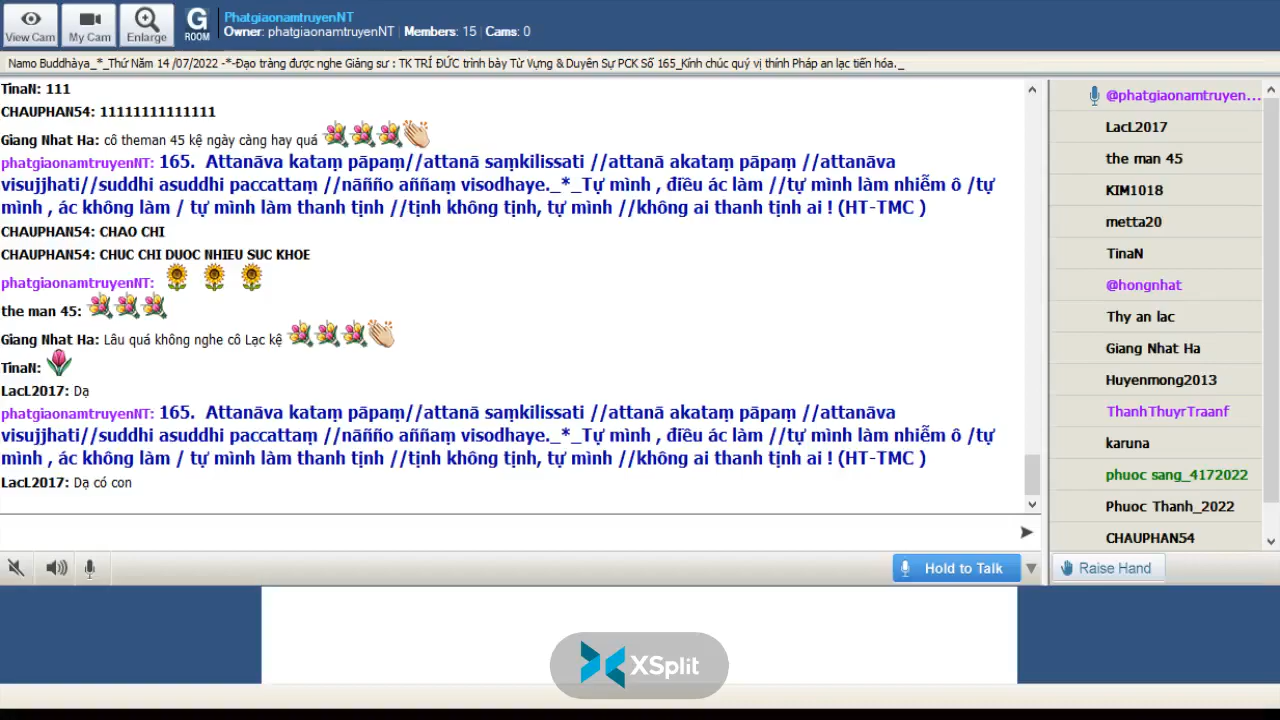 View Cam
My Cam
Enlarge
G
ROOM
PhatgiaonamtruyenNT
Owner: phatgiaonamtruyenNT | Members: 15 | Cams: 0
Namo Buddhàya_*_Thứ Năm 14 /07/2022 -*-Đạo tràng được nghe Giảng sư : TK TRÍ ĐỨC trình bày Từ Vựng & Duyên Sự PCK Số 165_Kính chúc quý vị thính Pháp an lạc tiến hóa._
TinaN: 111
CHAUPHAN54: 11111111111111
Giang Nhat Ha: cô theman 45 kệ ngày càng hay quá
phatgiaonamtruyenNT: 165. Attanāva kataṃ pāpaṃ//attanā saṃkilissati //attanā akataṃ pāpaṃ //attanāva
visujjhati//suddhi asuddhi paccattaṃ //nāñño aññaṃ visodhaye._*_Tự mình , điều ác làm //tự mình làm nhiễm ô /tự
mình , ác không làm / tự mình làm thanh tịnh //tịnh không tịnh, tự mình //không ai thanh tịnh ai ! (HT-TMC )
CHAUPHAN54: CHAO CHI
CHAUPHAN54: CHUC CHI DUOC NHIEU SUC KHOE
phatgiaonamtruyenNT:
the man 45:
Giang Nhat Ha: Lâu quá không nghe cô Lạc kệ
TinaN:
LacL2017: Dạ
phatgiaonamtruyenNT: 165. Attanāva kataṃ pāpaṃ//attanā saṃkilissati //attanā akataṃ pāpaṃ //attanāva
visujjhati//suddhi asuddhi paccattaṃ //nāñño aññaṃ visodhaye._*_Tự mình , điều ác làm //tự mình làm nhiễm ô /tự
mình , ác không làm / tự mình làm thanh tịnh //tịnh không tịnh, tự mình //không ai thanh tịnh ai ! (HT-TMC )
LacL2017: Dạ có con
@phatgiaonamtruyen...
LacL2017
the man 45
KIM1018
metta20
TinaN
@hongnhat
Thy an lac
Giang Nhat Ha
Huyenmong2013
ThanhThuyrTraanf
karuna
phuoc sang_4172022
Phuoc Thanh_2022
CHAUPHAN54
Hold to Talk
Raise Hand
XSplit